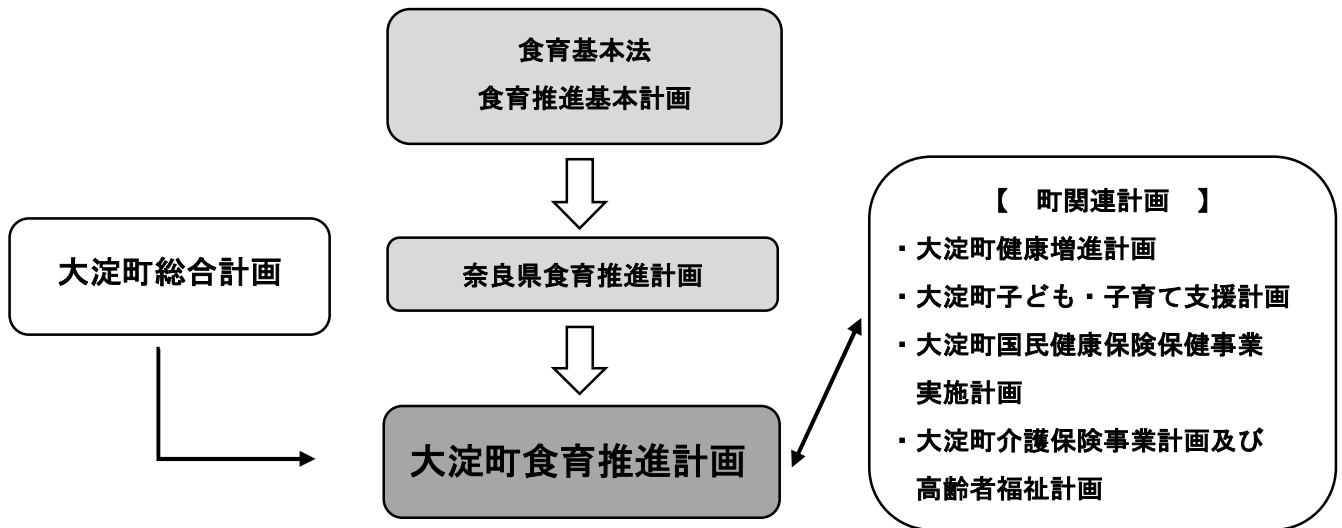 食育基本法
食育推進基本計画
大淀町総合計画
奈良県食育推進計画
大淀町食育推進計画
【　町関連計画　】
・大淀町健康増進計画
・大淀町子ども・子育て支援計画
・大淀町国民健康保険保健事業
実施計画
・大淀町介護保険事業計画及び
高齢者福祉計画